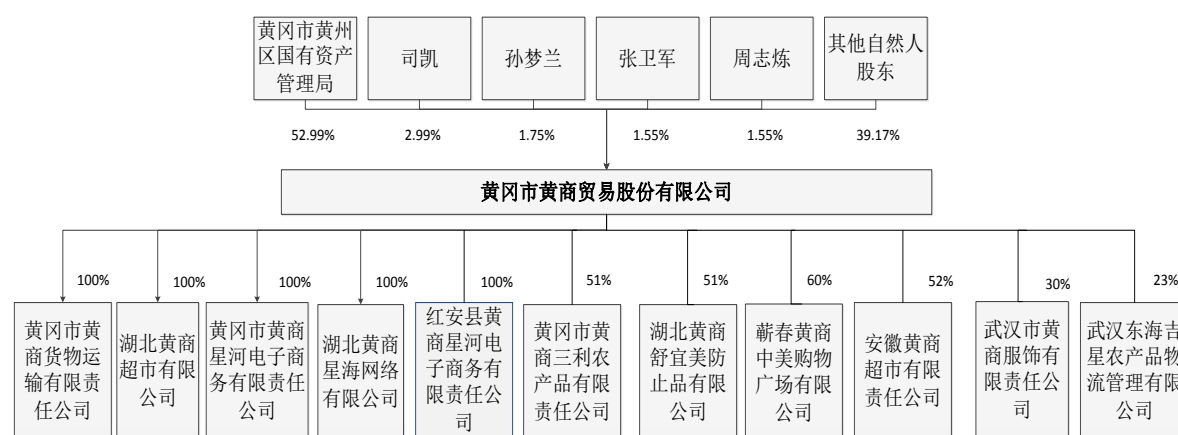 黄冈市黄州
区国有资产
管理局
司凯
孙梦兰
张卫军
周志炼
其他自然人
股东
52.99%
2.99%
1.75%
1.55%
1.55%
39.17%
黄冈市黄商贸易股份有限公司
100%
100%
100%
100%
100%
51%
51%
60%
52%
30%
23%
黄冈市黄
商货物运
输有限责
任公司
湖北黄商
超市有限
公司
黄冈市黄商
星河电子商
务有限责任
公司
湖北黄商
星海网络
有限公司
红安县黄
商星河电
子商务有
限责任公
司
黄冈市黄
商三利农
产品有限
责任公司
湖北黄商
舒宜美防
止品有限
公司
蕲春黄商
中美购物
广场有限
公司
安徽黄商
超市有限
责任公司
武汉市黄
商服饰有
限责任公
司
武汉东海吉
星农产品物
流管理有限
公司